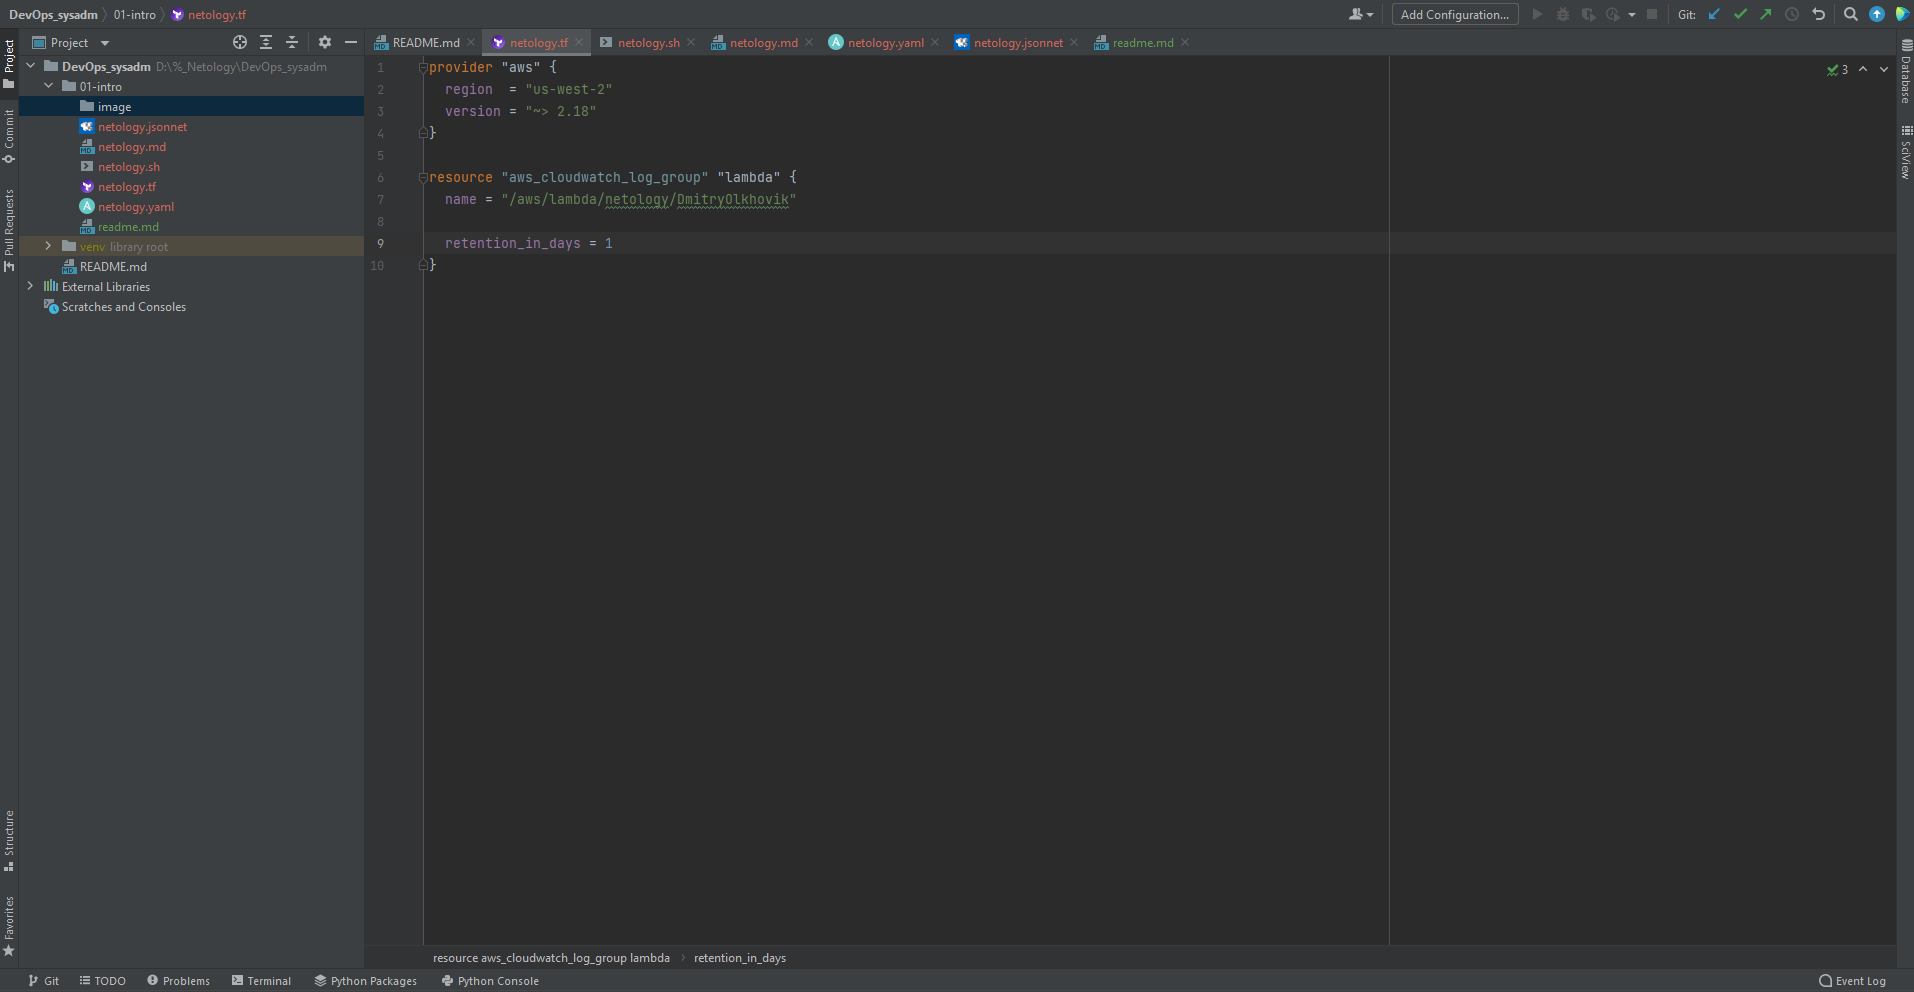 DevOps_sysadm 01-intro netology.tf
Add Configuration...
Git:
Project
README.md netology.tf netology.sh netology.md netology.yaml netology.jsonnet readme.md
Project
Commit
Pull Requests
Structure
Favorites
DevOps_sysadm D:\%_Netology\DevOps_sysadm
01-intro
image
netology.jsonnet
netology.md
netology.sh
netology.tf
netology.yaml
readme.md
venv library root
README.md
External Libraries
Scratches and Consoles
1 provider "aws" {
2 region  = "us-west-2"
3 version = "~> 2.18"
4 }
5
6 resource "aws_cloudwatch_log_group" "lambda" {
7 name = "/aws/lambda/netology/DmitryOlkhovik"
8
9 retention_in_days = 1
10 }
3
Database
SciView
resource aws_cloudwatch_log_group lambda retention_in_days
Git TODO Problems Terminal Python Packages Python Console Event Log